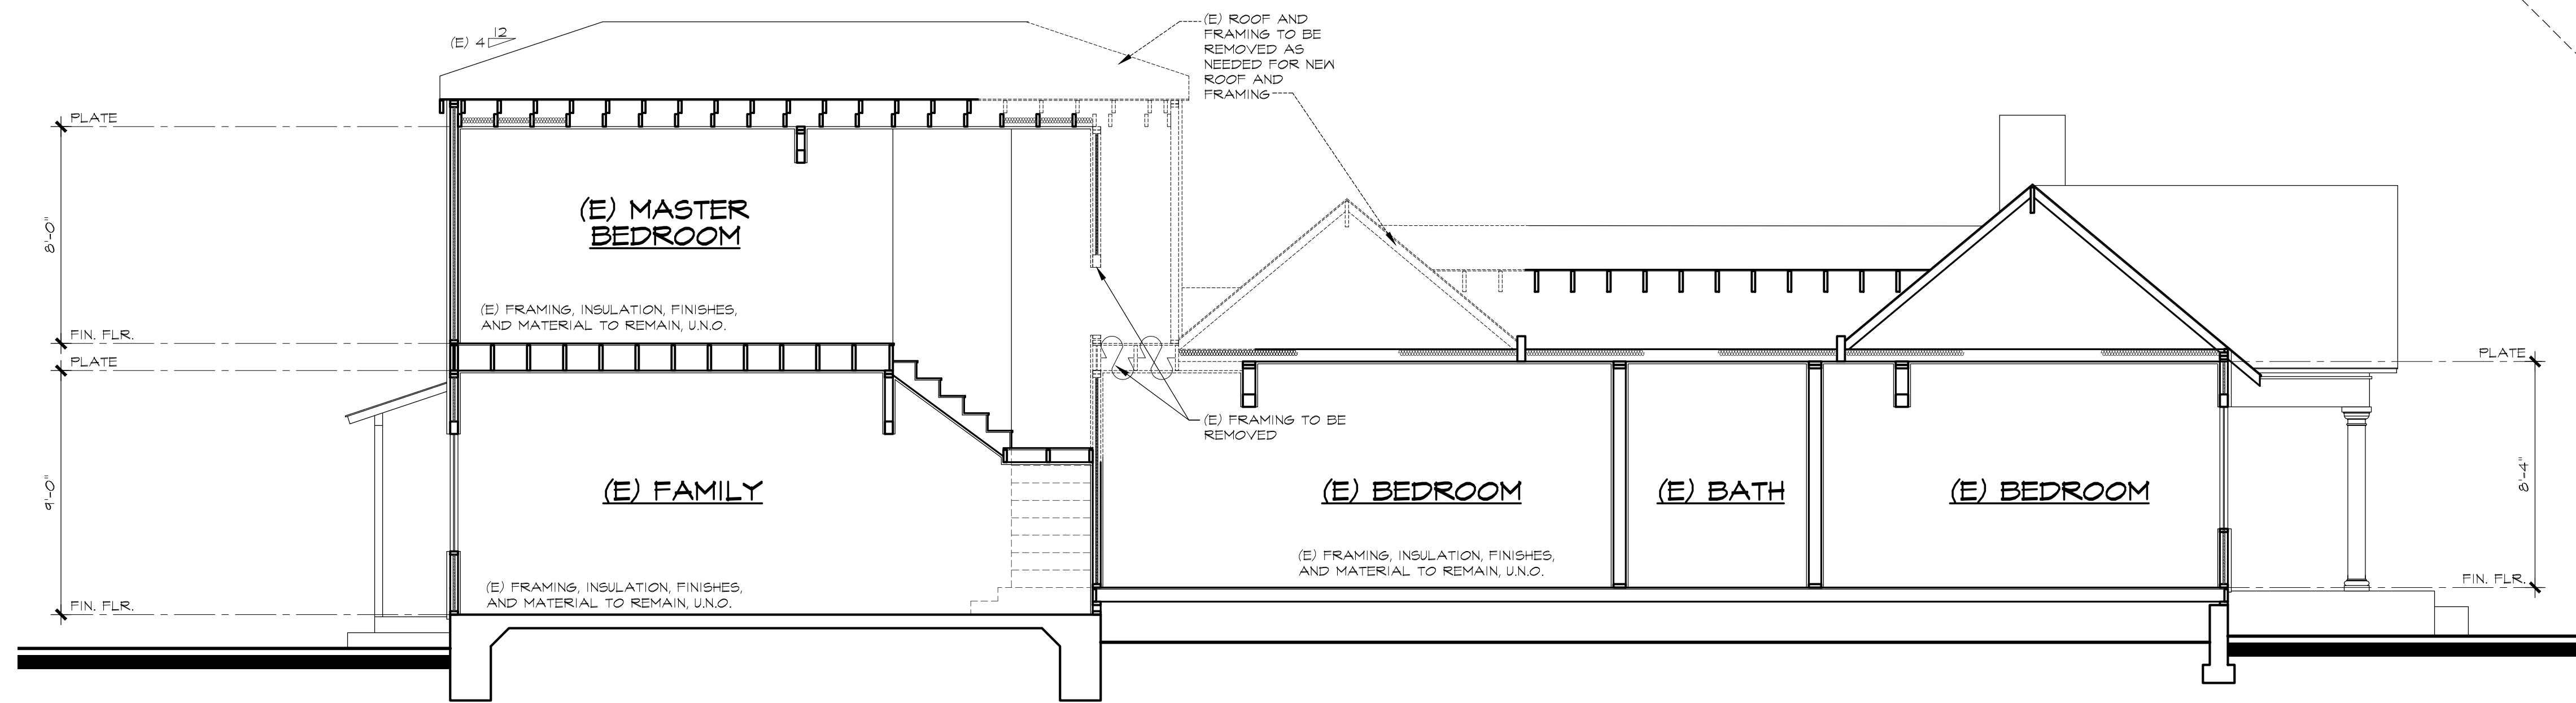 (E) ROOF AND
FRAMING TO BE
REMOVED AS
NEEDED FOR NEW
ROOF AND
FRAMING
12
(E) 4
PLATE
8'-0"
(E) MASTER
BEDROOM
(E) FRAMING, INSULATION, FINISHES,
AND MATERIAL TO REMAIN, U.N.O.
FIN. FLR.
PLATE
PLATE
(E) FRAMING TO BE
REMOVED
9'-0"
(E) FAMILY
(E) BEDROOM
(E) BATH
(E) BEDROOM
8'-4"
(E) FRAMING, INSULATION, FINISHES,
AND MATERIAL TO REMAIN, U.N.O.
(E) FRAMING, INSULATION, FINISHES,
AND MATERIAL TO REMAIN, U.N.O.
FIN. FLR.
FIN. FLR.